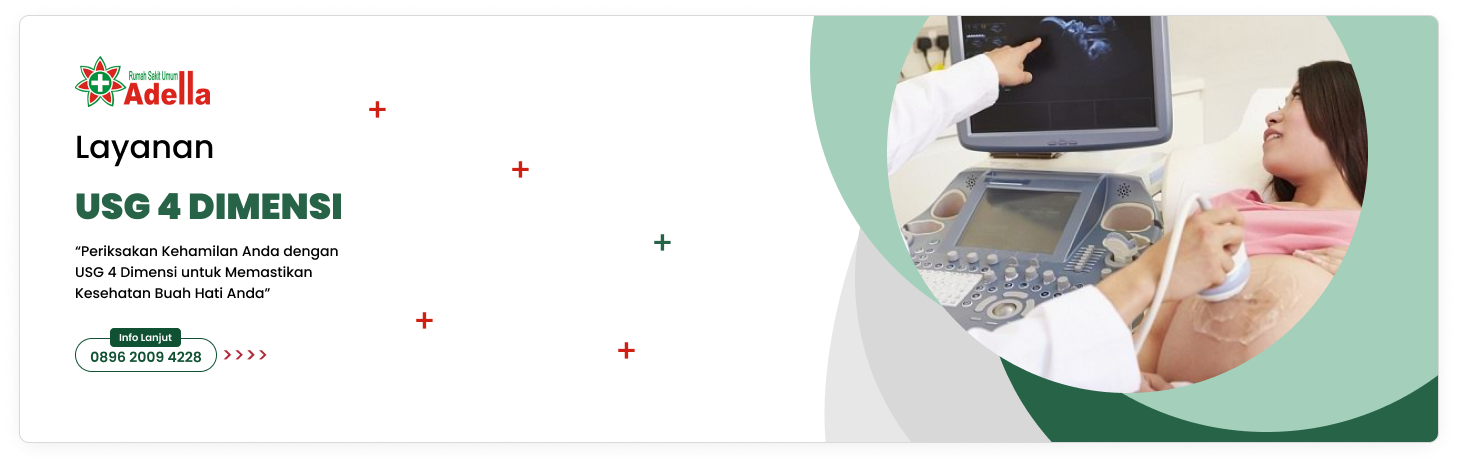 Rumah Sakit Umum
Adella
Layanan
USG 4 DIMENSI
“Periksakan Kehamilan Anda dengan
USG 4 Dimensi untuk Memastikan
Kesehatan Buah Hati Anda”
Info Lanjut
0896 2009 4228
>>>>